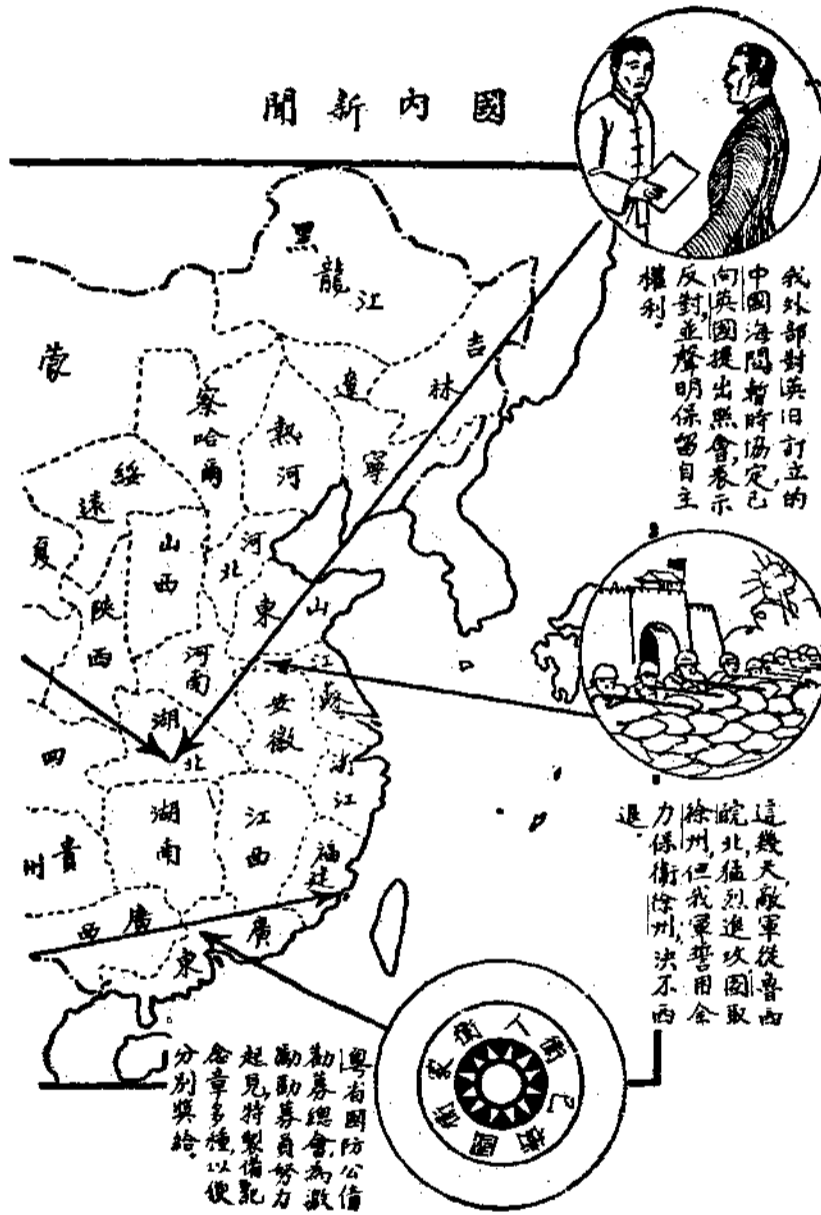 國內新聞
我外部對英日訂立的
中國海關暫時協定已
向英國提出照會,表示
反對,並聲明保留自主
權利。
黑龍江
吉林
遼寧
蒙
察哈爾
熱河
綏遠
夏
山西
河北
山東
陝西
河南
江蘇
安徽
湖北
四
浙江
湖南
江西
福建
貴州
廣西
廣東
這幾天,敵軍從魯西
皖北,猛烈進攻,圖取
徐州,但我軍誓用全
力保衛徐州,決不西
退。
粵省國防公債
勸募總會,為激
勵勸募員努力
起見,特製備紀
念章多種,以便
分別獎給。